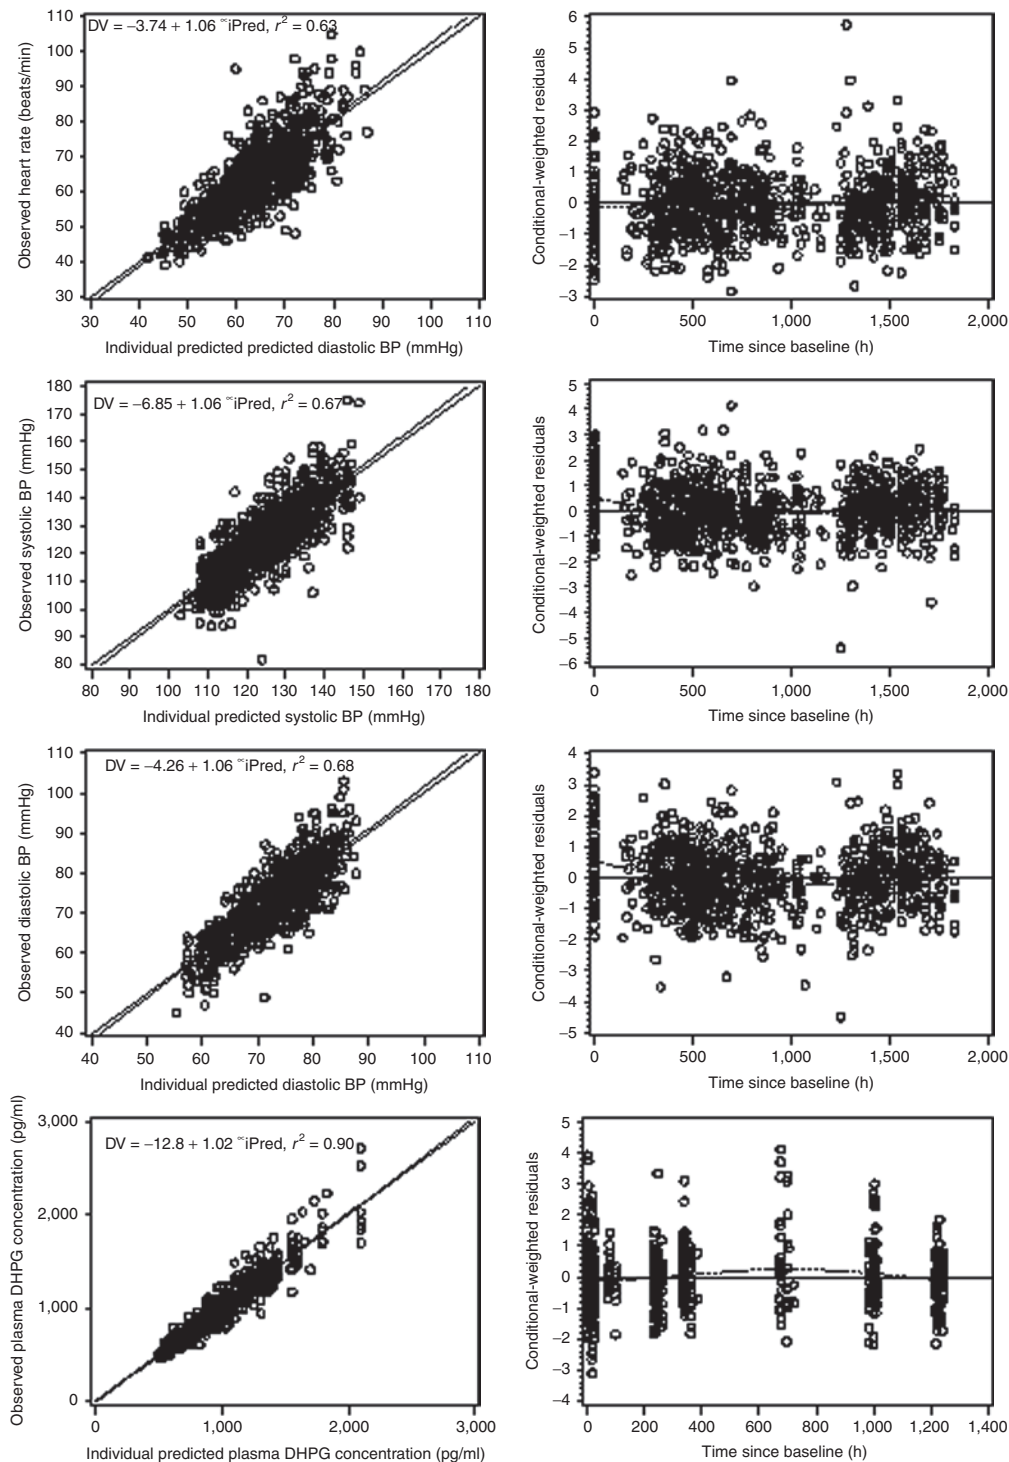 DV = −3.74 + 1.06 ∝iPred, r² = 0.63
Observed heart rate (beats/min)
110
100
90
80
70
60
50
40
30
30 40 50 60 70 80 90 100 110
Individual predicted predicted diastolic BP (mmHg)
Conditional-weighted residuals
6
5
4
3
2
1
0
−1
−2
−3
0 500 1,000 1,500 2,000
Time since baseline (h)
DV = −6.85 + 1.06 ∝iPred, r² = 0.67
Observed systolic BP (mmHg)
180
170
160
150
140
130
120
110
100
90
80
80 90 100 110 120 130 140 150 160 170 180
Individual predicted systolic BP (mmHg)
Conditional-weighted residuals
5
4
3
2
1
0
−1
−2
−3
−4
−5
−6
0 500 1,000 1,500 2,000
Time since baseline (h)
DV = −4.26 + 1.06 ∝iPred, r² = 0.68
Observed diastolic BP (mmHg)
110
100
90
80
70
60
50
40
40 50 60 70 80 90 100 110
Individual predicted diastolic BP (mmHg)
Conditional-weighted residuals
4
3
2
1
0
−1
−2
−3
−4
−5
0 500 1,000 1,500 2,000
Time since baseline (h)
DV = −12.8 + 1.02 ∝iPred, r² = 0.90
Observed plasma DHPG concentration (pg/ml)
3,000
2,000
1,000
0
0 1,000 2,000 3,000
Individual predicted plasma DHPG concentration (pg/ml)
Conditional-weighted residuals
5
4
3
2
1
0
−1
−2
−3
−4
0 200 400 600 800 1,000 1,200 1,400
Time since baseline (h)